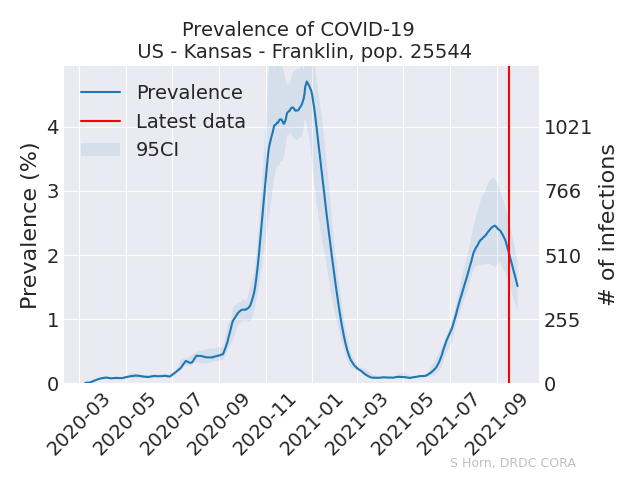 Prevalence of COVID-19
US - Kansas - Franklin, pop. 25544
Prevalence (%)
4
3
2
1
0
Prevalence
Latest data
95CI
1021
766
510
255
0
# of infections
2020-03
2020-05
2020-07
2020-09
2020-11
2021-01
2021-03
2021-05
2021-07
2021-09
S Horn, DRDC CORA